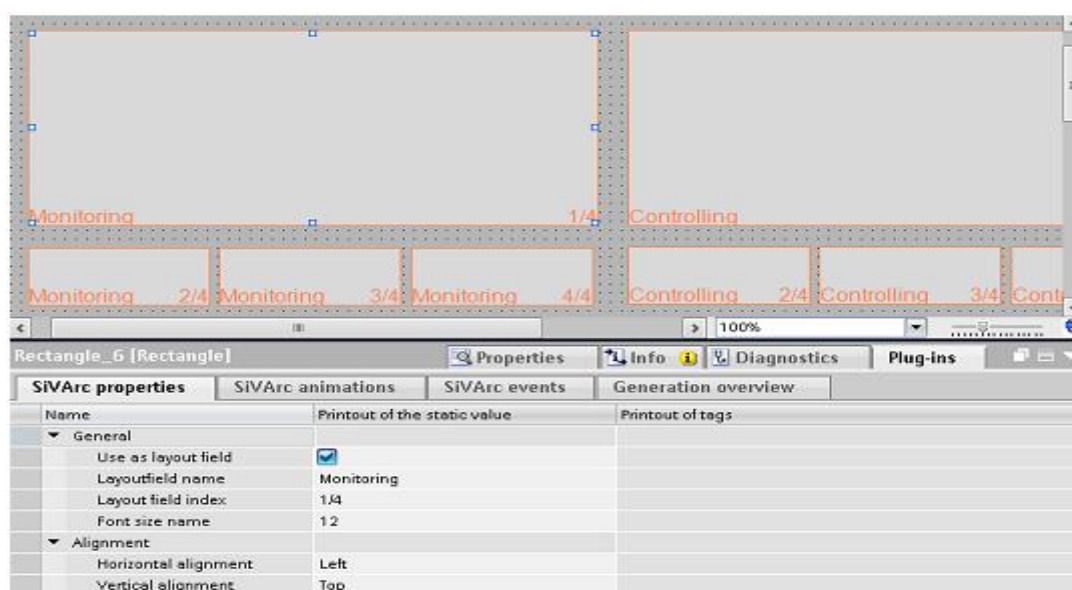 Monitoring 1/4 Controlling
Monitoring 2/4 Monitoring 3/4 Monitoring 4/4 Controlling 2/4 Controlling 3/4
100%
Rectangle_6 [Rectangle] Properties Info Diagnostics Plug-ins
SiVArc properties SiVArc animations SiVArc events Generation overview
Name Printout of the static value Printout of tags
General
Use as layout field
Layoutfield name Monitoring
Layout field index 1/4
Font size name 12
Alignment
Horizontal alignment Left
Vertical alignment Top